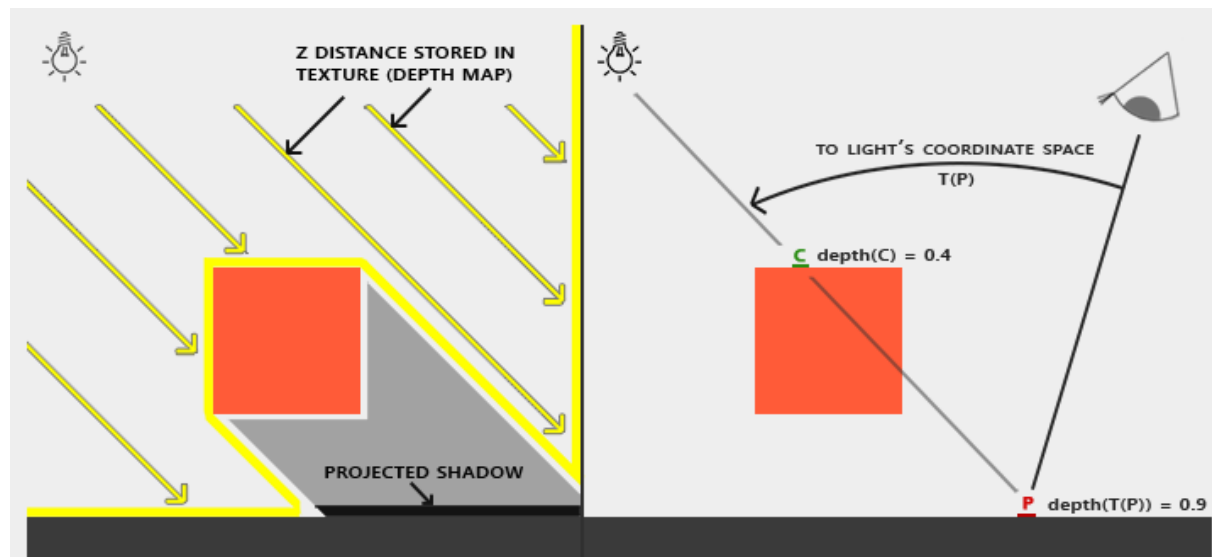 Z DISTANCE STORED IN
TEXTURE (DEPTH MAP)
PROJECTED SHADOW
TO LIGHT'S COORDINATE SPACE
T(P)
C depth(C) = 0.4
P depth(T(P)) = 0.9